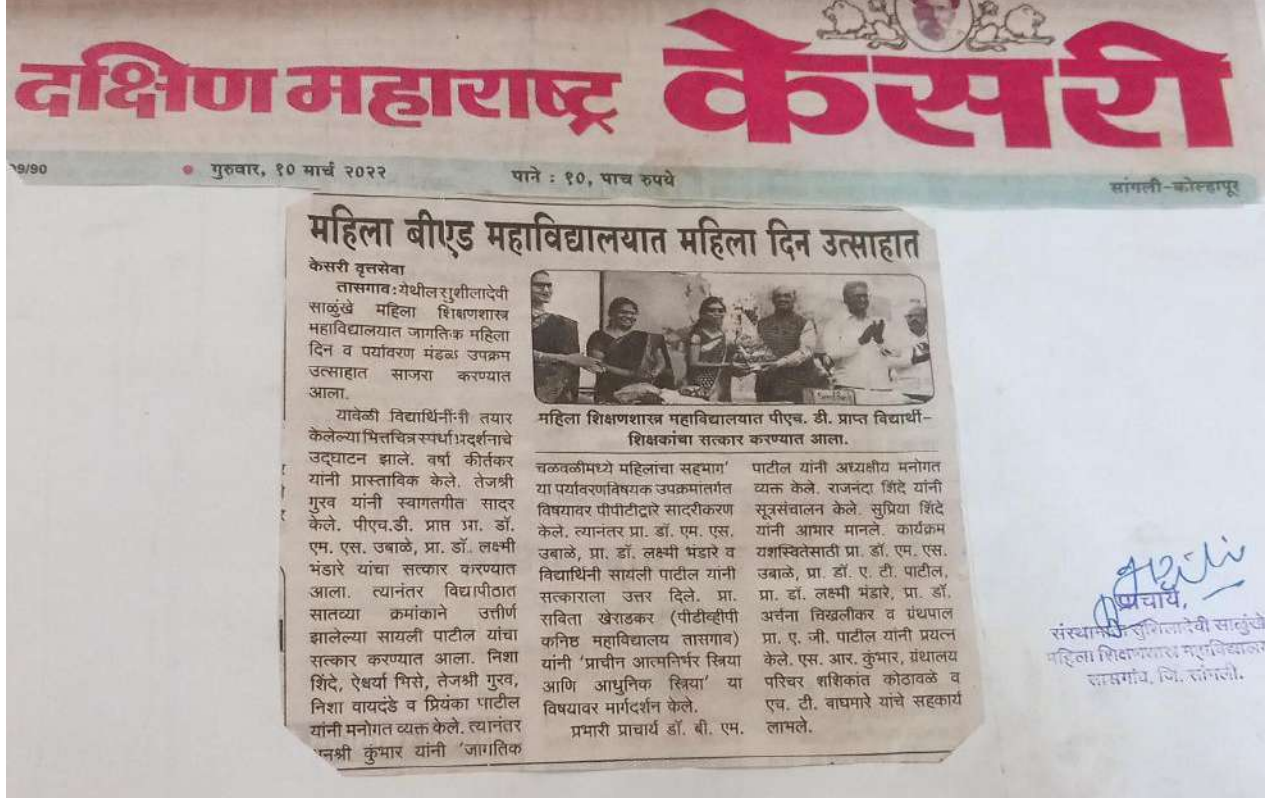 दक्षिण महाराष्ट्र केसरी
गुरुवार, १० मार्च २०२२
पाने : १०, पाच रुपये
सांगली-कोल्हापूर
महिला बीएड महाविद्यालयात महिला दिन उत्साहात
केसरी वृत्तसेवा
तासगाव: येथील सुशीलादेवी
साळुंखे महिला शिक्षणशास्त्र
महाविद्यालयात जागतिक महिला
दिन व पर्यावरण मंडळ उपक्रम
उत्साहात साजरा करण्यात
आला.
यावेळी विद्यार्थिनींनी तयार
केलेल्या भित्तचित्र स्पर्धा प्रदर्शनाचे
उद्घाटन झाले. वर्षा कीर्तकर
यांनी प्रास्ताविक केले. तेजश्री
गुरव यांनी स्वागतगीत सादर
केले. पीएच.डी. प्राप्त प्रा. डॉ.
एम. एस. उबाळे, प्रा. डॉ. लक्ष्मी
भंडारे यांचा सत्कार करण्यात
आला. त्यानंतर विद्यापीठात
सातव्या क्रमांकाने उत्तीर्ण
झालेल्या सायली पाटील यांचा
सत्कार करण्यात आला. निशा
शिंदे, ऐश्वर्या भिसे, तेजश्री गुरव,
निशा वायदंडे व प्रियंका पाटील
यांनी मनोगत व्यक्त केले. त्यानंतर
कुंभार यांनी 'जागतिक
महिला शिक्षणशास्त्र महाविद्यालयात पीएच. डी. प्राप्त विद्यार्थी-
शिक्षकांचा सत्कार करण्यात आला.
चळवळीमध्ये महिलांचा सहभाग'
या पर्यावरणविषयक उपक्रमांतर्गत
विषयावर पीपीटीद्वारे सादरीकरण
केले. त्यानंतर प्रा. डॉ. एम. एस.
उबाळे, प्रा. डॉ. लक्ष्मी भंडारे व
विद्यार्थिनी सायली पाटील यांनी
सत्काराला उत्तर दिले. प्रा.
सविता खेराडकर (पीडीव्हीपी
कनिष्ठ महाविद्यालय तासगाव)
यांनी 'प्राचीन आत्मनिर्भर स्त्रिया
आणि आधुनिक स्त्रिया' या
विषयावर मार्गदर्शन केले.
प्रभारी प्राचार्य डॉ. बी. एम.
पाटील यांनी अध्यक्षीय मनोगत
व्यक्त केले. राजनंदा शिंदे यांनी
सूत्रसंचालन केले. सुप्रिया शिंदे
यांनी आभार मानले. कार्यक्रम
यशस्वितेसाठी प्रा. डॉ. एम. एस.
उबाळे, प्रा. डॉ. ए. टी. पाटील,
प्रा. डॉ. लक्ष्मी भंडारे, प्रा. डॉ.
अर्चना चिखलीकर व ग्रंथपाल
प्रा. ए. जी. पाटील यांनी प्रयत्न
केले. एस. आर. कुंभार, ग्रंथालय
परिचर शशिकांत कोठावळे व
एच. टी. वाघमारे यांचे सहकार्य
लाभले.
प्राचार्य,
सुशिलादेवी साळुंखे
महिला शिक्षणशास्त्र महाविद्यालय
तासगांव, जि. सांगली.